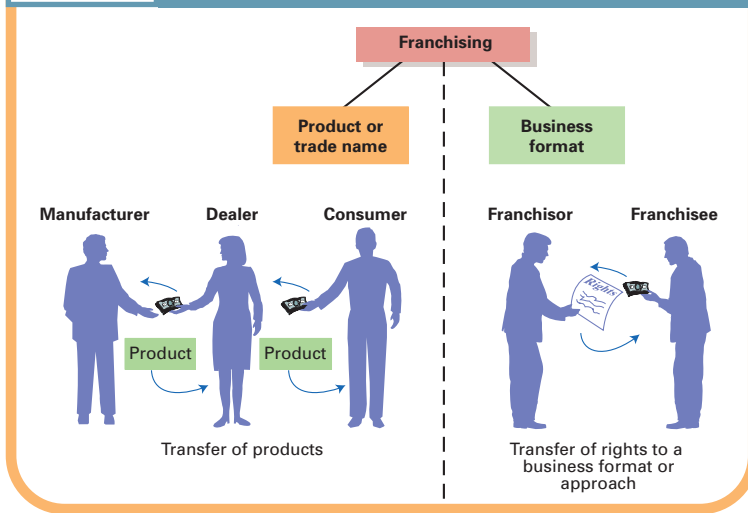 Franchising
Product or
trade name
Business
format
Manufacturer
Dealer
Consumer
Franchisor
Franchisee
Rights
Product
Product
Transfer of products
Transfer of rights to a
business format or
approach